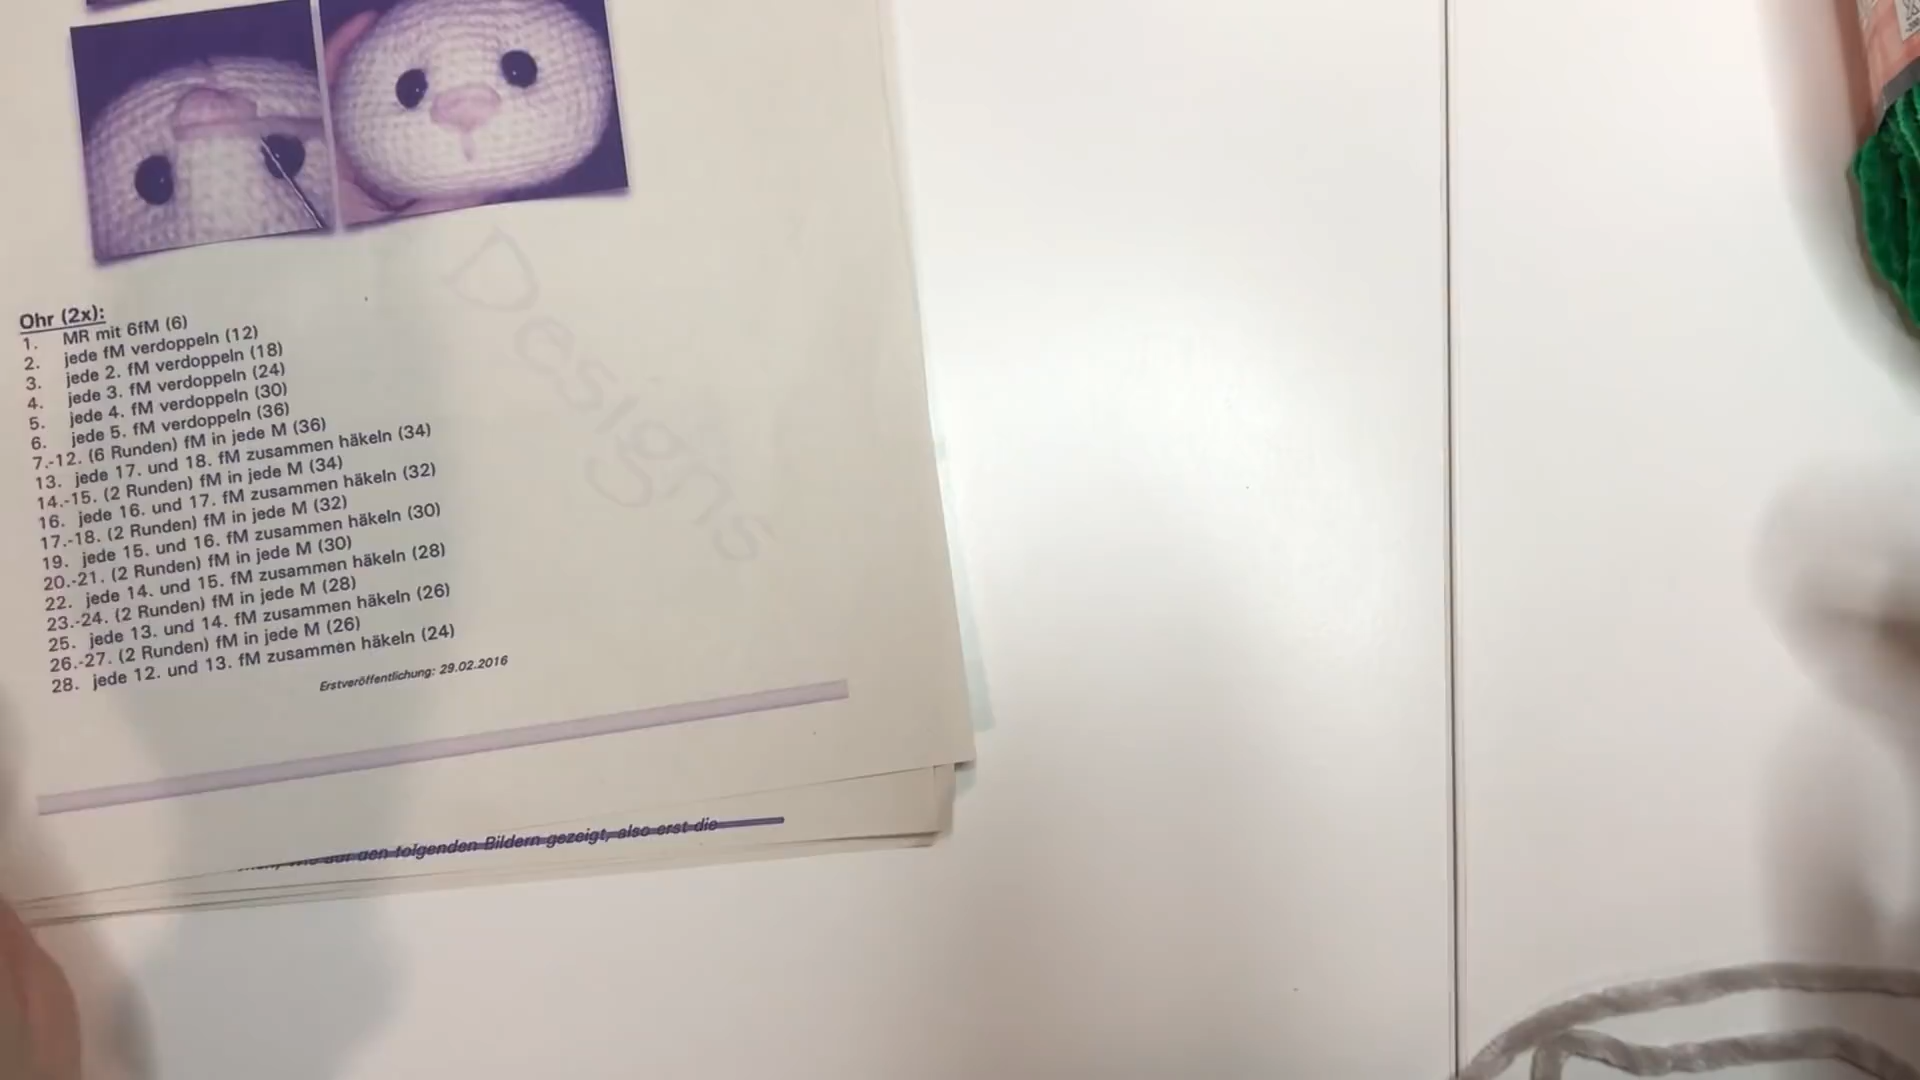 Ohr (2x):
1. MR mit 6fM (6)
2. jede fM verdoppeln (12)
3. jede 2. fM verdoppeln (18)
4. jede 3. fM verdoppeln (24)
5. jede 4. fM verdoppeln (30)
6. jede 5. fM verdoppeln (36)
7.-12. (6 Runden) fM in jede M (36)
13. jede 17. und 18. fM zusammen häkeln (34)
14.-15. (2 Runden) fM in jede M (34)
16. jede 16. und 17. fM zusammen häkeln (32)
17.-18. (2 Runden) fM in jede M (32)
19. jede 15. und 16. fM zusammen häkeln (30)
20.-21. (2 Runden) fM in jede M (30)
22. jede 14. und 15. fM zusammen häkeln (28)
23.-24. (2 Runden) fM in jede M (28)
25. jede 13. und 14. fM zusammen häkeln (26)
26.-27. (2 Runden) fM in jede M (26)
28. jede 12. und 13. fM zusammen häkeln (24)
Erstveröffentlichung: 29.02.2016
Designs
auf den folgenden Bildern gezeigt, also erst die